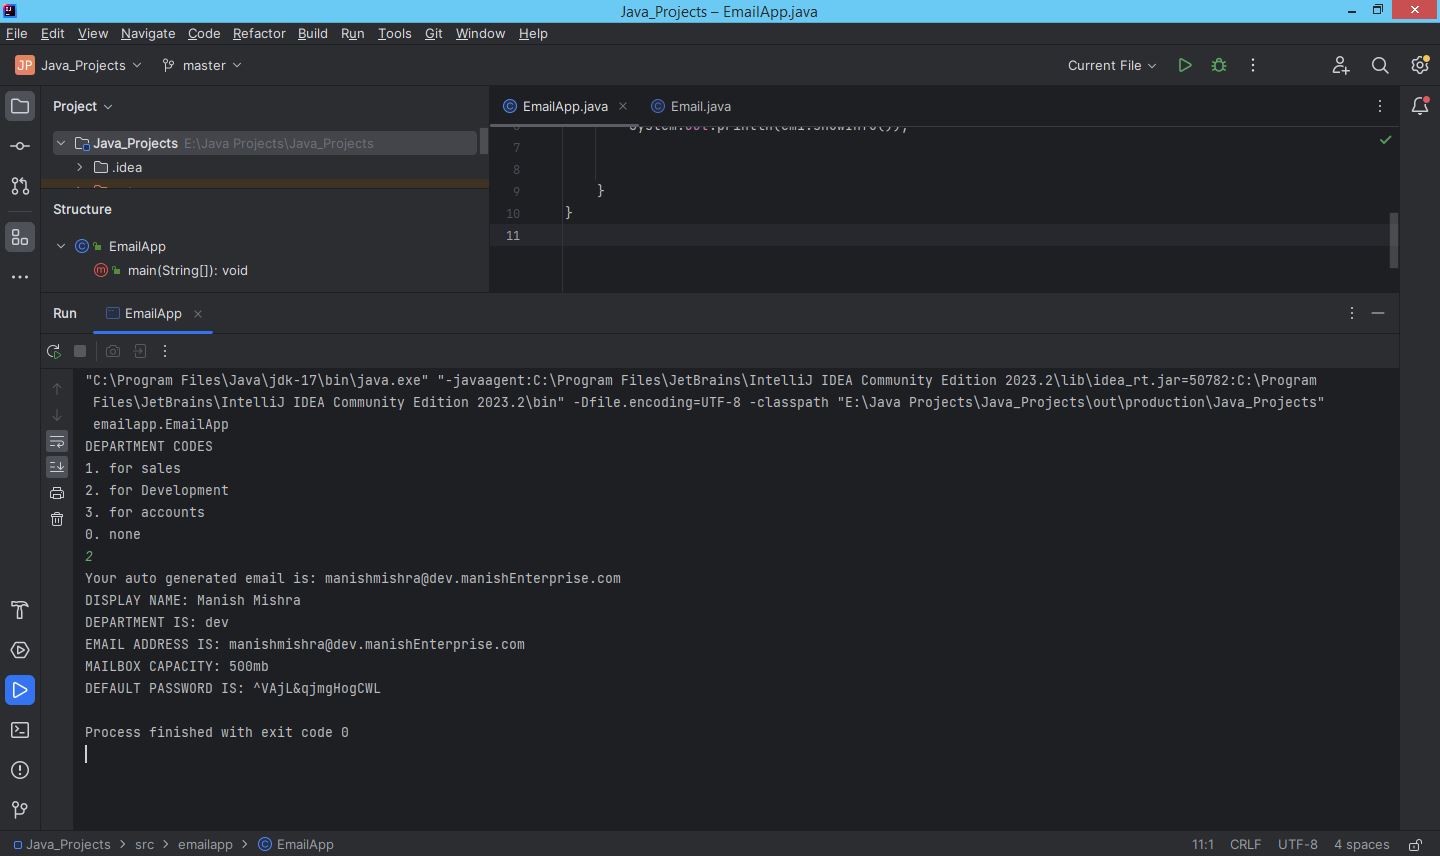 Java_Projects – EmailApp.java
File Edit View Navigate Code Refactor Build Run Tools Git Window Help
JP Java_Projects master Current File
Project
EmailApp.java Email.java
Java_Projects E:\Java Projects\Java_Projects
.idea
7
8
9 }
10 }
11
Structure
EmailApp
main(String[]): void
Run EmailApp
"C:\Program Files\Java\jdk-17\bin\java.exe" "-javaagent:C:\Program Files\JetBrains\IntelliJ IDEA Community Edition 2023.2\lib\idea_rt.jar=50782:C:\Program
Files\JetBrains\IntelliJ IDEA Community Edition 2023.2\bin" -Dfile.encoding=UTF-8 -classpath "E:\Java Projects\Java_Projects\out\production\Java_Projects"
emailapp.EmailApp
DEPARTMENT CODES
1. for sales
2. for Development
3. for accounts
0. none
2
Your auto generated email is: manishmishra@dev.manishEnterprise.com
DISPLAY NAME: Manish Mishra
DEPARTMENT IS: dev
EMAIL ADDRESS IS: manishmishra@dev.manishEnterprise.com
MAILBOX CAPACITY: 500mb
DEFAULT PASSWORD IS: ^VAjL&qjmgHogCWL
Process finished with exit code 0
Java_Projects > src > emailapp > EmailApp 11:1 CRLF UTF-8 4 spaces